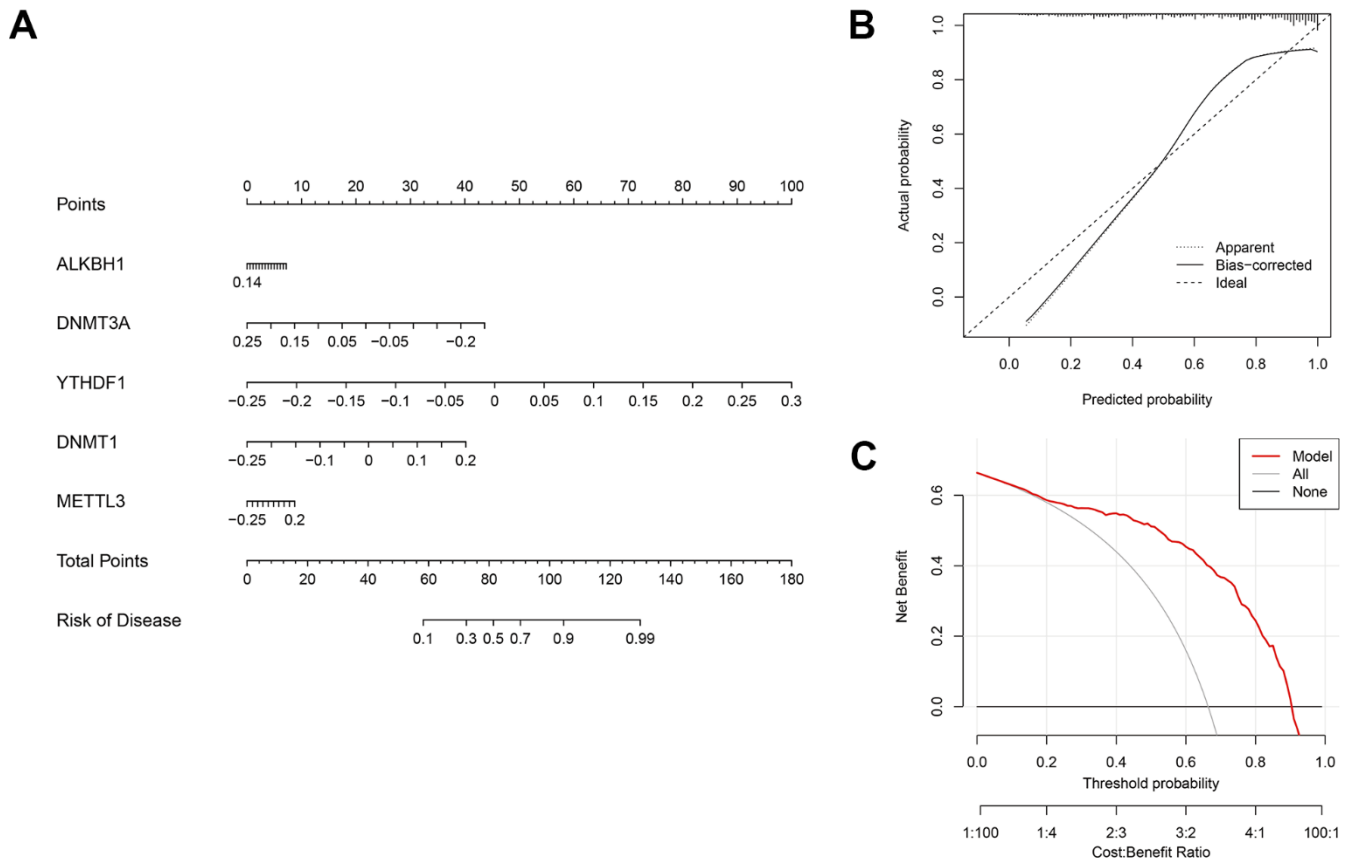 A
0 10 20 30 40 50 60 70 80 90 100
Points
ALKBH1
0.14
DNMT3A
0.25 0.15 0.05 −0.05 −0.2
YTHDF1
−0.25 −0.2 −0.15 −0.1 −0.05 0 0.05 0.1 0.15 0.2 0.25 0.3
DNMT1
−0.25 −0.1 0 0.1 0.2
METTL3
−0.25 0.2
Total Points
0 20 40 60 80 100 120 140 160 180
Risk of Disease
0.1 0.3 0.5 0.7 0.9 0.99
B
Actual probability
1.0
0.8
0.6
0.4
0.2
0.0
Apparent
Bias−corrected
Ideal
0.0 0.2 0.4 0.6 0.8 1.0
Predicted probability
C
Net Benefit
0.6
0.4
0.2
0.0
Model
All
None
0.0 0.2 0.4 0.6 0.8 1.0
Threshold probability
1:100 1:4 2:3 3:2 4:1 100:1
Cost:Benefit Ratio